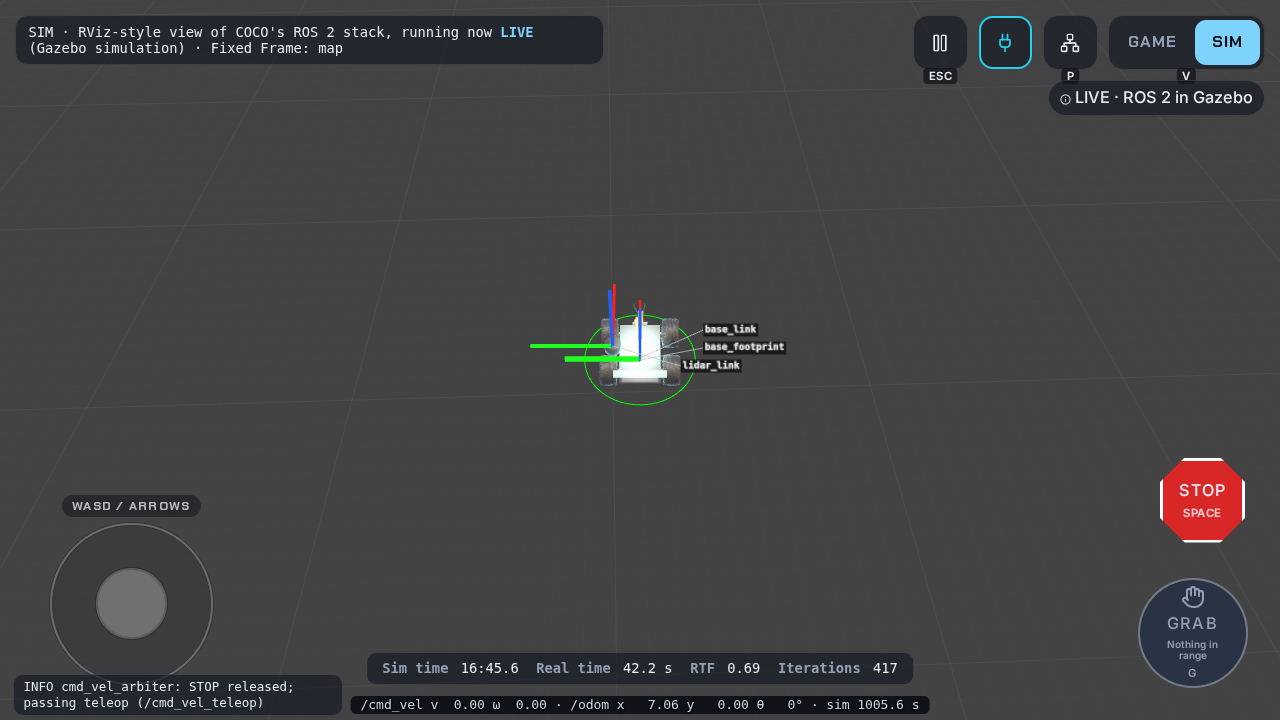 SIM · RViz-style view of COCO's ROS 2 stack, running now LIVE
(Gazebo simulation) · Fixed Frame: map
ESC
P
GAME
SIM
V
LIVE · ROS 2 in Gazebo
base_link
base_footprint
lidar_link
WASD / ARROWS
STOP
SPACE
GRAB
Nothing in
range
G
Sim time 16:45.6 Real time 42.2 s RTF 0.69 Iterations 417
INFO cmd_vel_arbiter: STOP released;
passing teleop (/cmd_vel_teleop)
/cmd_vel v 0.00 ω 0.00 · /odom x 7.06 y 0.00 θ 0° · sim 1005.6 s